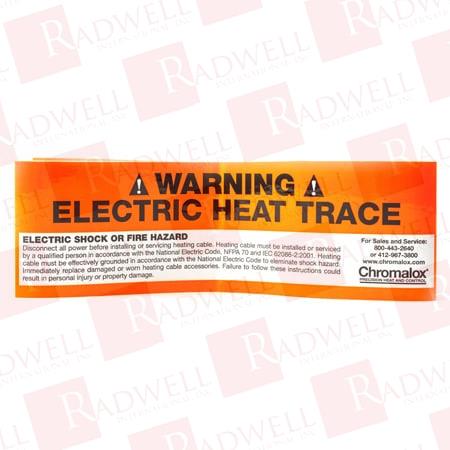 WARNING
ELECTRIC HEAT TRACE
ELECTRIC SHOCK OR FIRE HAZARD
Disconnect all power before installing or servicing heating cable. Heating cable must be installed or serviced
by a qualified person in accordance with the National Electric Code, NFPA 70 and IEC 62086-2:2001. Heating
cable must be effectively grounded in accordance with the National Electric Code to eleminate shock hazard.
Immediately replace damaged or worn heating cable accessories. Failure to follow these instructions could
result in personal injury or property damage.
For Sales and Service:
800-443-2640
or 412-967-3800
www.chromalox.com
Chromalox®
PRECISION HEAT AND CONTROL
RADWELL
INTERNATIONAL, INC.